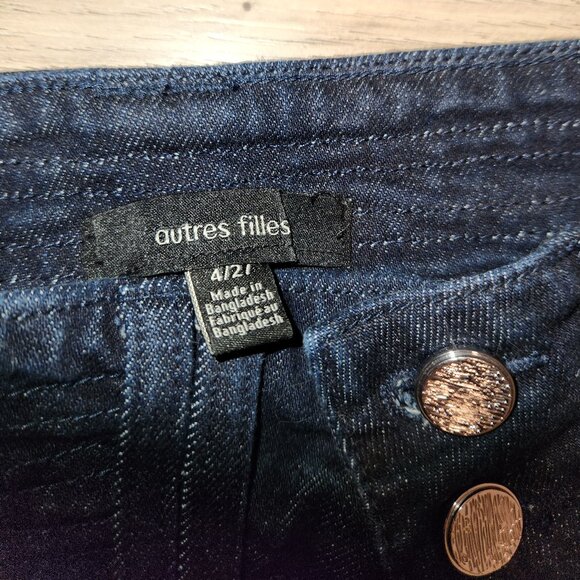 autres filles
4/27
Made in
Bangladesh
Fabriqué au
Bangladesh